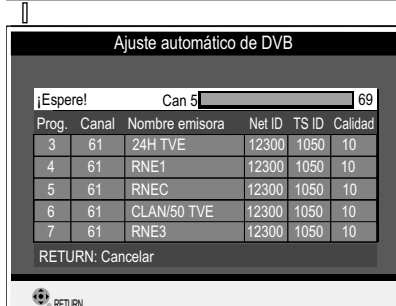 Ajuste automático de DVB
¡Espere! Can 5 69
Prog. Canal Nombre emisora Net ID TS ID Calidad
3 61 24H TVE 12300 1050 10
4 61 RNE1 12300 1050 10
5 61 RNEC 12300 1050 10
6 61 CLAN/50 TVE 12300 1050 10
7 61 RNE3 12300 1050 10
RETURN: Cancelar
RETURN